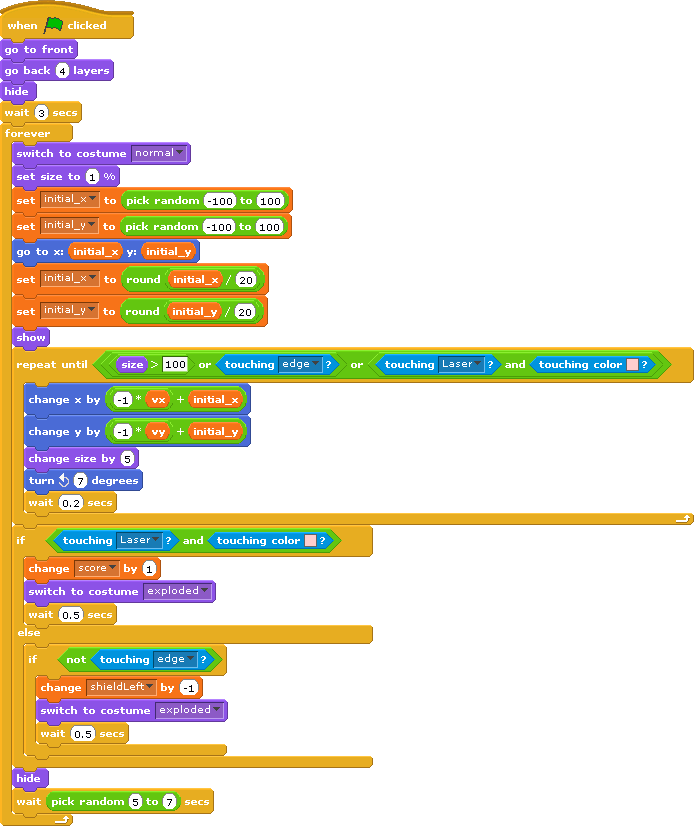 when clicked
go to front
go back 4 layers
hide
wait 3 secs
forever
switch to costume normal
set size to 1 %
set initial_x to pick random -100 to 100
set initial_y to pick random -100 to 100
go to x: initial_x y: initial_y
set initial_x to round initial_x / 20
set initial_y to round initial_y / 20
show
repeat until size > 100 or touching edge ? or touching Laser ? and touching color ?
change x by -1 * vx + initial_x
change y by -1 * vy + initial_y
change size by 5
turn 7 degrees
wait 0.2 secs
if touching Laser ? and touching color ?
change score by 1
switch to costume exploded
wait 0.5 secs
else
if not touching edge ?
change shieldLeft by -1
switch to costume exploded
wait 0.5 secs
hide
wait pick random 5 to 7 secs